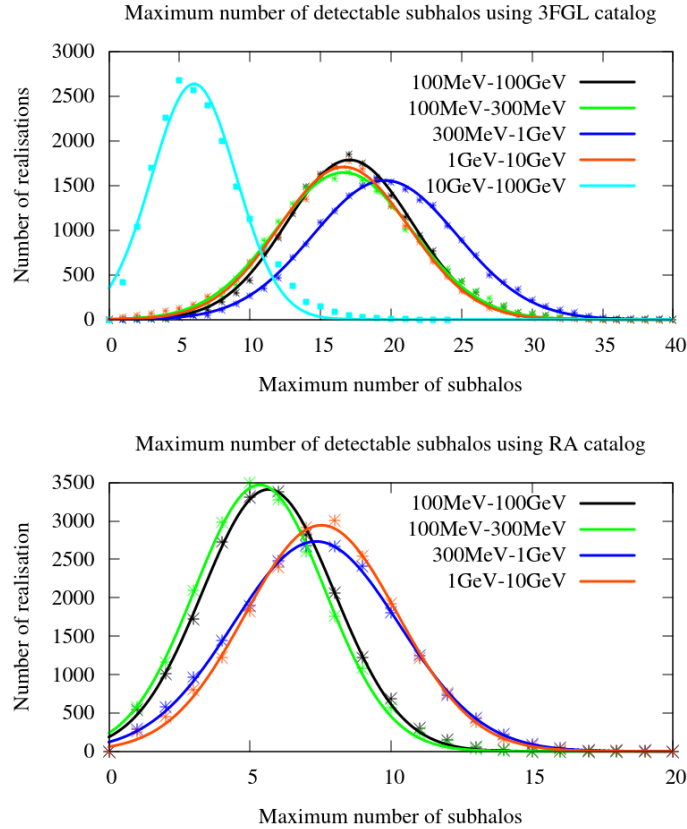 Maximum number of detectable subhalos using 3FGL catalog
3000
2500
2000
1500
1000
500
0
Number of realisations
100MeV-100GeV
100MeV-300MeV
300MeV-1GeV
1GeV-10GeV
10GeV-100GeV
0 5 10 15 20 25 30 35 40
Maximum number of subhalos
Maximum number of detectable subhalos using RA catalog
3500
3000
2500
2000
1500
1000
500
0
Number of realisation
100MeV-100GeV
100MeV-300MeV
300MeV-1GeV
1GeV-10GeV
0 5 10 15 20
Maximum number of subhalos